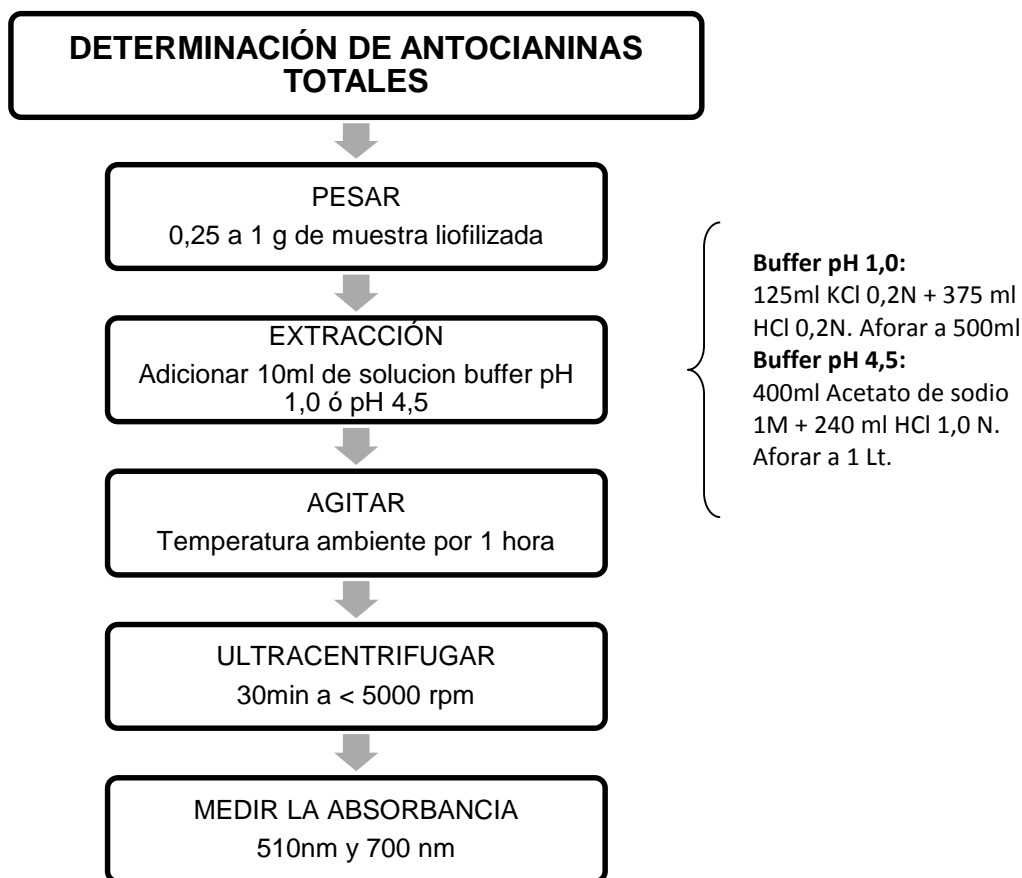 DETERMINACIÓN DE ANTOCIANINAS
TOTALES
PESAR
0,25 a 1 g de muestra liofilizada
EXTRACCIÓN
Adicionar 10ml de solucion buffer pH
1,0 ó pH 4,5
Buffer pH 1,0:
125ml KCl 0,2N + 375 ml
HCl 0,2N. Aforar a 500ml
Buffer pH 4,5:
400ml Acetato de sodio
1M + 240 ml HCl 1,0 N.
Aforar a 1 Lt.
AGITAR
Temperatura ambiente por 1 hora
ULTRACENTRIFUGAR
30min a < 5000 rpm
MEDIR LA ABSORBANCIA
510nm y 700 nm